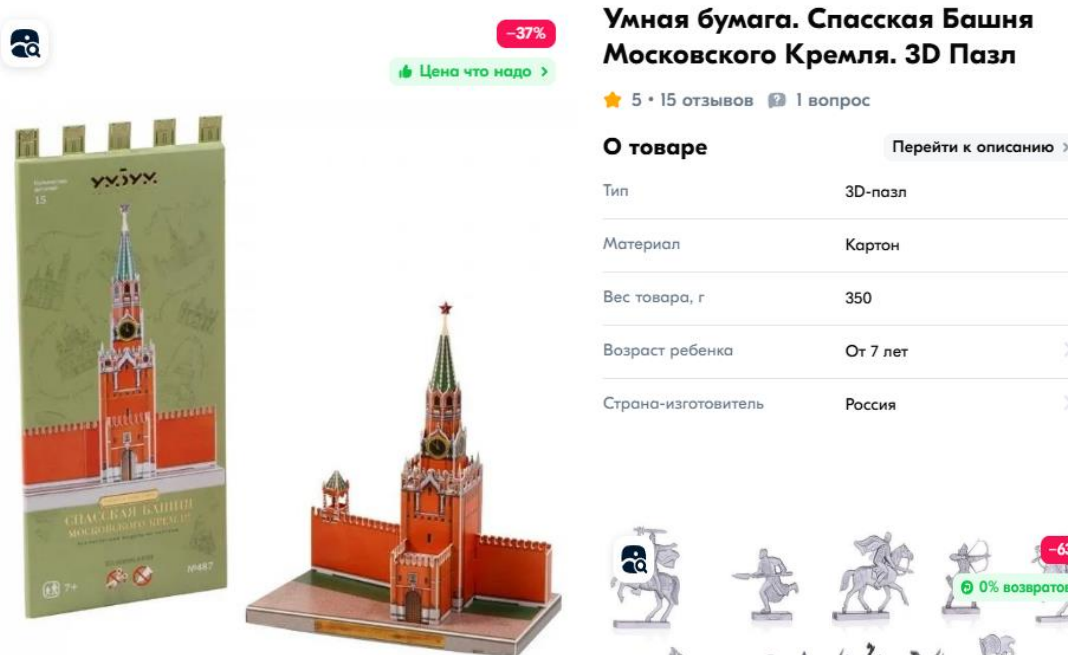 −37%
Цена что надо
Умная бумага. Спасская Башня
Московского Кремля. 3D Пазл
5 • 15 отзывов 1 вопрос
О товаре
Перейти к описанию
Тип 3D-пазл
Материал Картон
Вес товара, г 350
Возраст ребенка От 7 лет
Страна-изготовитель Россия
15
СПАССКАЯ БАШНЯ
МОСКОВСКОГО КРЕМЛЯ
7+
№487
0% возвратов